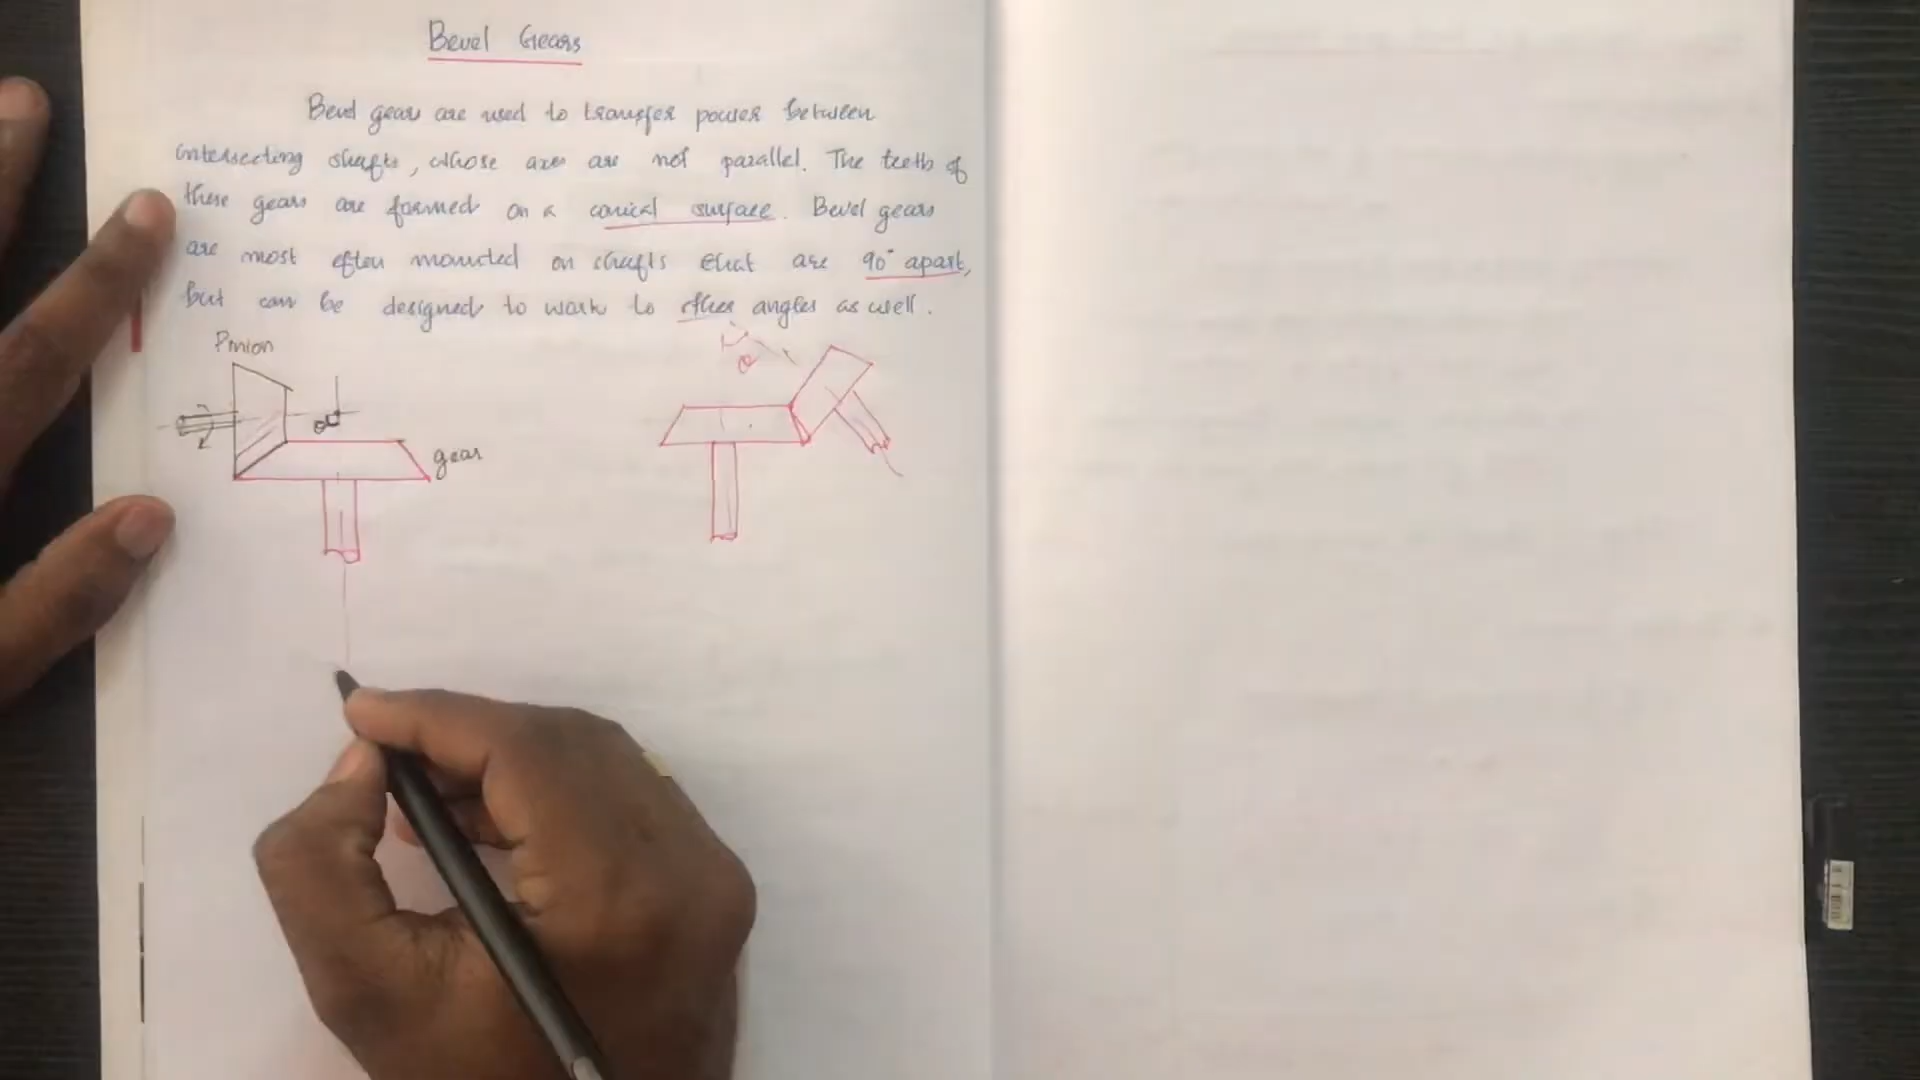 Bevel Gears
Bevel gears are used to transfer power between
intersecting shafts, whose axes are not parallel. The teeth of
these gears are formed on a conical surface. Bevel gears
are most often mounted on shafts that are 90° apart,
but can be designed to work to other angles as well.
Pinion
θ
θ
gear